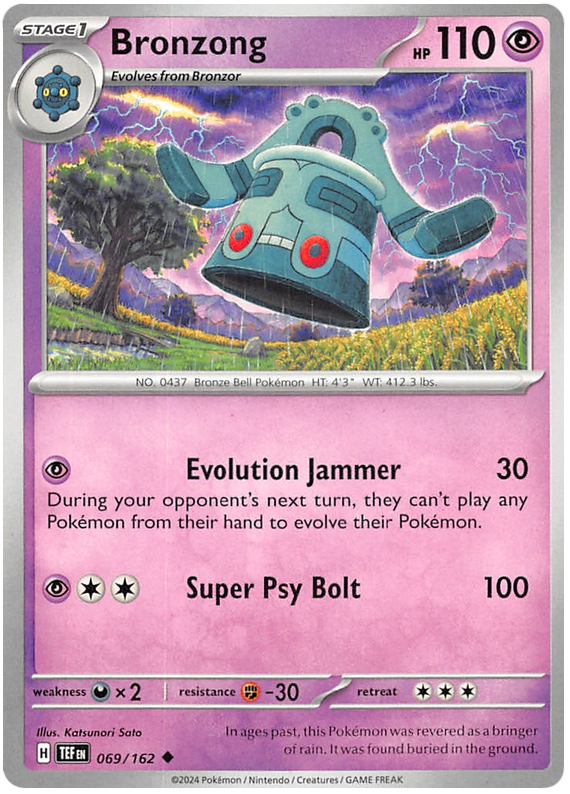 STAGE1
Bronzong
HP 110
Evolves from Bronzor
NO. 0437 Bronze Bell Pokémon HT: 4'3" WT: 412.3 lbs.
Evolution Jammer 30
During your opponent's next turn, they can't play any
Pokémon from their hand to evolve their Pokémon.
Super Psy Bolt 100
weakness ×2 resistance -30 retreat
Illus. Katsunori Sato
In ages past, this Pokémon was revered as a bringer
of rain. It was found buried in the ground.
H TEF EN 069/162
©2024 Pokémon / Nintendo / Creatures / GAME FREAK